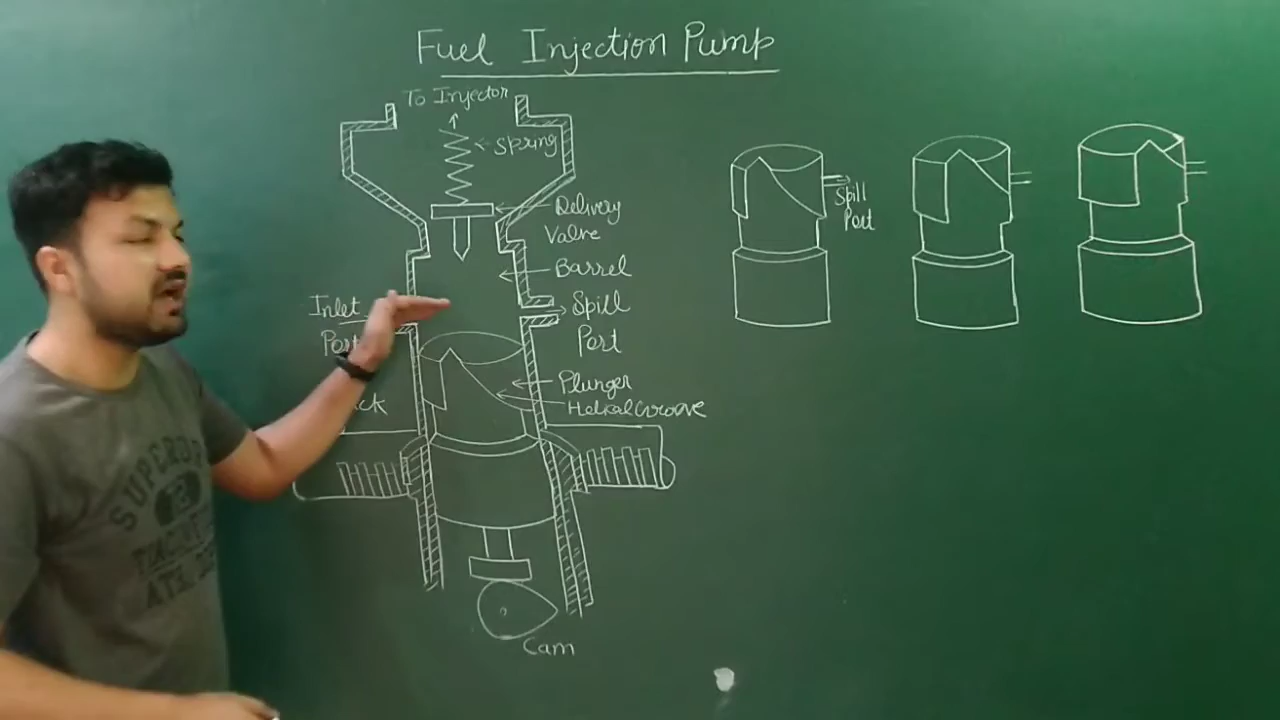 Fuel Injection Pump
To Injector
Spring
Delivery
Valve
Barrel
Inlet
Port
Spill
Port
Plunger
Helical Groove
Cam
Spill
Port
SUPERDRY